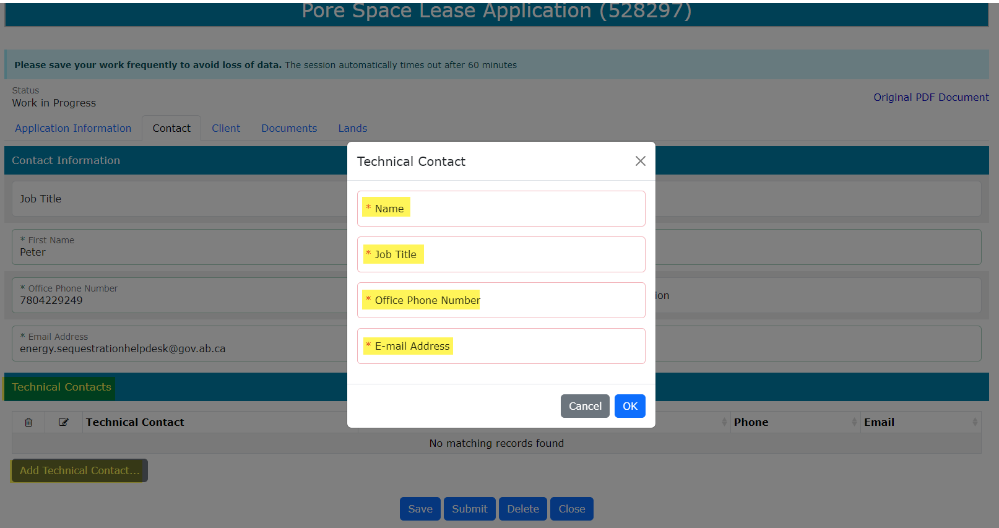 Pore Space Lease Application (528297)
Please save your work frequently to avoid loss of data. The session automatically times out after 60 minutes
Status
Work in Progress
Original PDF Document
Application Information Contact Client Documents Lands
Contact Information
Job Title
* First Name
Peter
* Office Phone Number
7804229249
ion
* Email Address
energy.sequestrationhelpdesk@gov.ab.ca
Technical Contact
* Name
* Job Title
* Office Phone Number
* E-mail Address
Cancel OK
Technical Contacts
Technical Contact Phone Email
No matching records found
Add Technical Contact...
Save Submit Delete Close